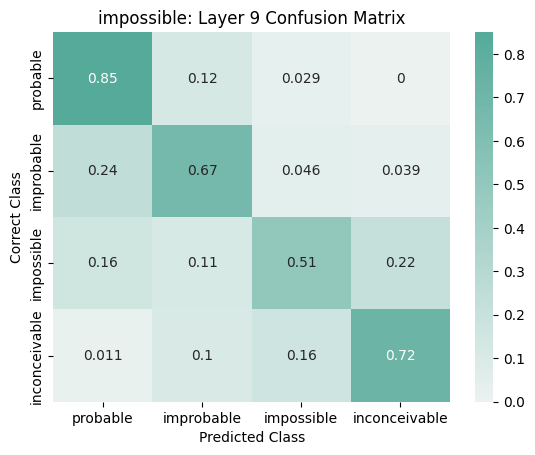 impossible: Layer 9 Confusion Matrix
probable
improbable
impossible
inconceivable
Correct Class
0.85 0.12 0.029 0
0.24 0.67 0.046 0.039
0.16 0.11 0.51 0.22
0.011 0.1 0.16 0.72
probable improbable impossible inconceivable
Predicted Class
0.8
0.7
0.6
0.5
0.4
0.3
0.2
0.1
0.0